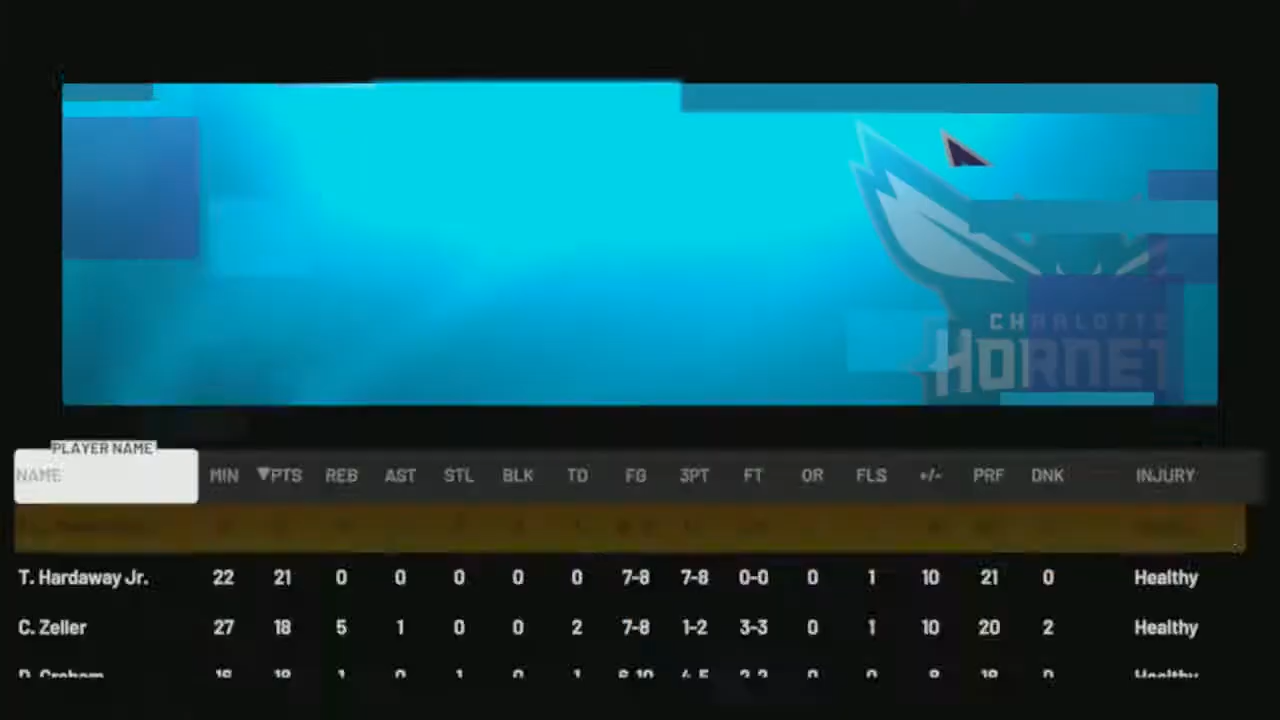 CHARLOTTE
HORNET
PLAYER NAME
NAME MIN ▼PTS REB AST STL BLK TO FG 3PT FT OR FLS +/- PRF DNK INJURY
T. Hardaway Jr. 22 21 0 0 0 0 0 7-8 7-8 0-0 0 1 10 21 0 Healthy
C. Zeller 27 18 5 1 0 0 2 7-8 1-2 3-3 0 1 10 20 2 Healthy